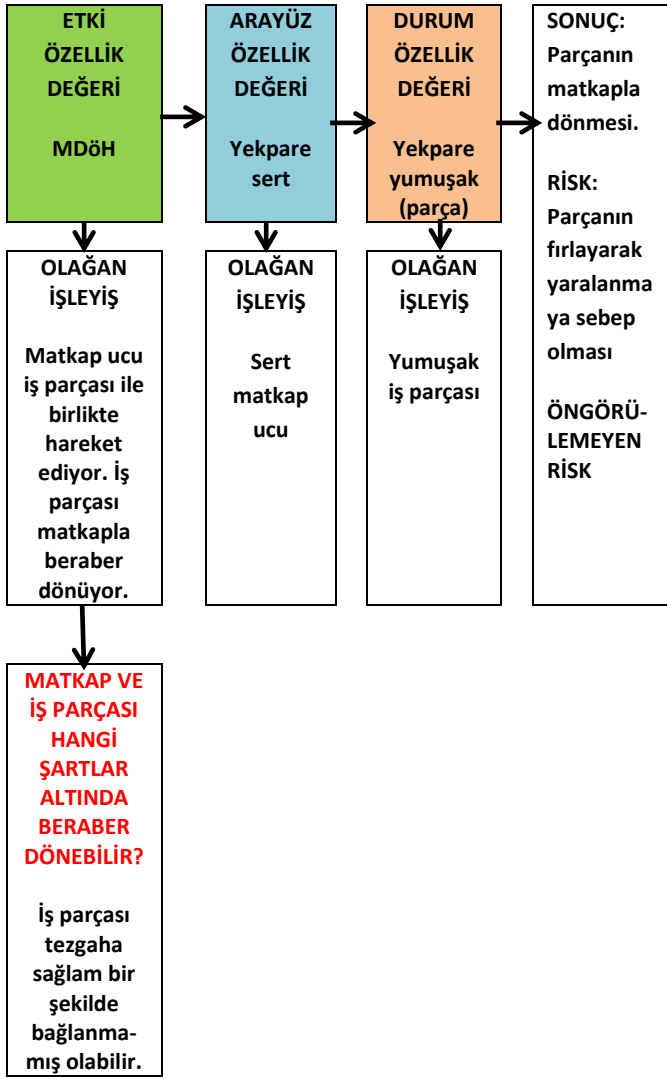 ETKİ
ÖZELLİK
DEĞERİ
MDöH
ARAYÜZ
ÖZELLİK
DEĞERİ
Yekpare
sert
DURUM
ÖZELLİK
DEĞERİ
Yekpare
yumuşak
(parça)
SONUÇ:
Parçanın
matkapla
dönmesi.
RİSK:
Parçanın
fırlayarak
yaralanma
ya sebep
olması
ÖNGÖRÜ-
LEMEYEN
RİSK
OLAĞAN
İŞLEYİŞ
Matkap ucu
iş parçası ile
birlikte
hareket
ediyor. İş
parçası
matkapla
beraber
dönüyor.
OLAĞAN
İŞLEYİŞ
Sert
matkap
ucu
OLAĞAN
İŞLEYİŞ
Yumuşak
iş parçası
MATKAP VE
İŞ PARÇASI
HANGİ
ŞARTLAR
ALTINDA
BERABER
DÖNEBİLİR?
İş parçası
tezgaha
sağlam bir
şekilde
bağlanma-
mış olabilir.